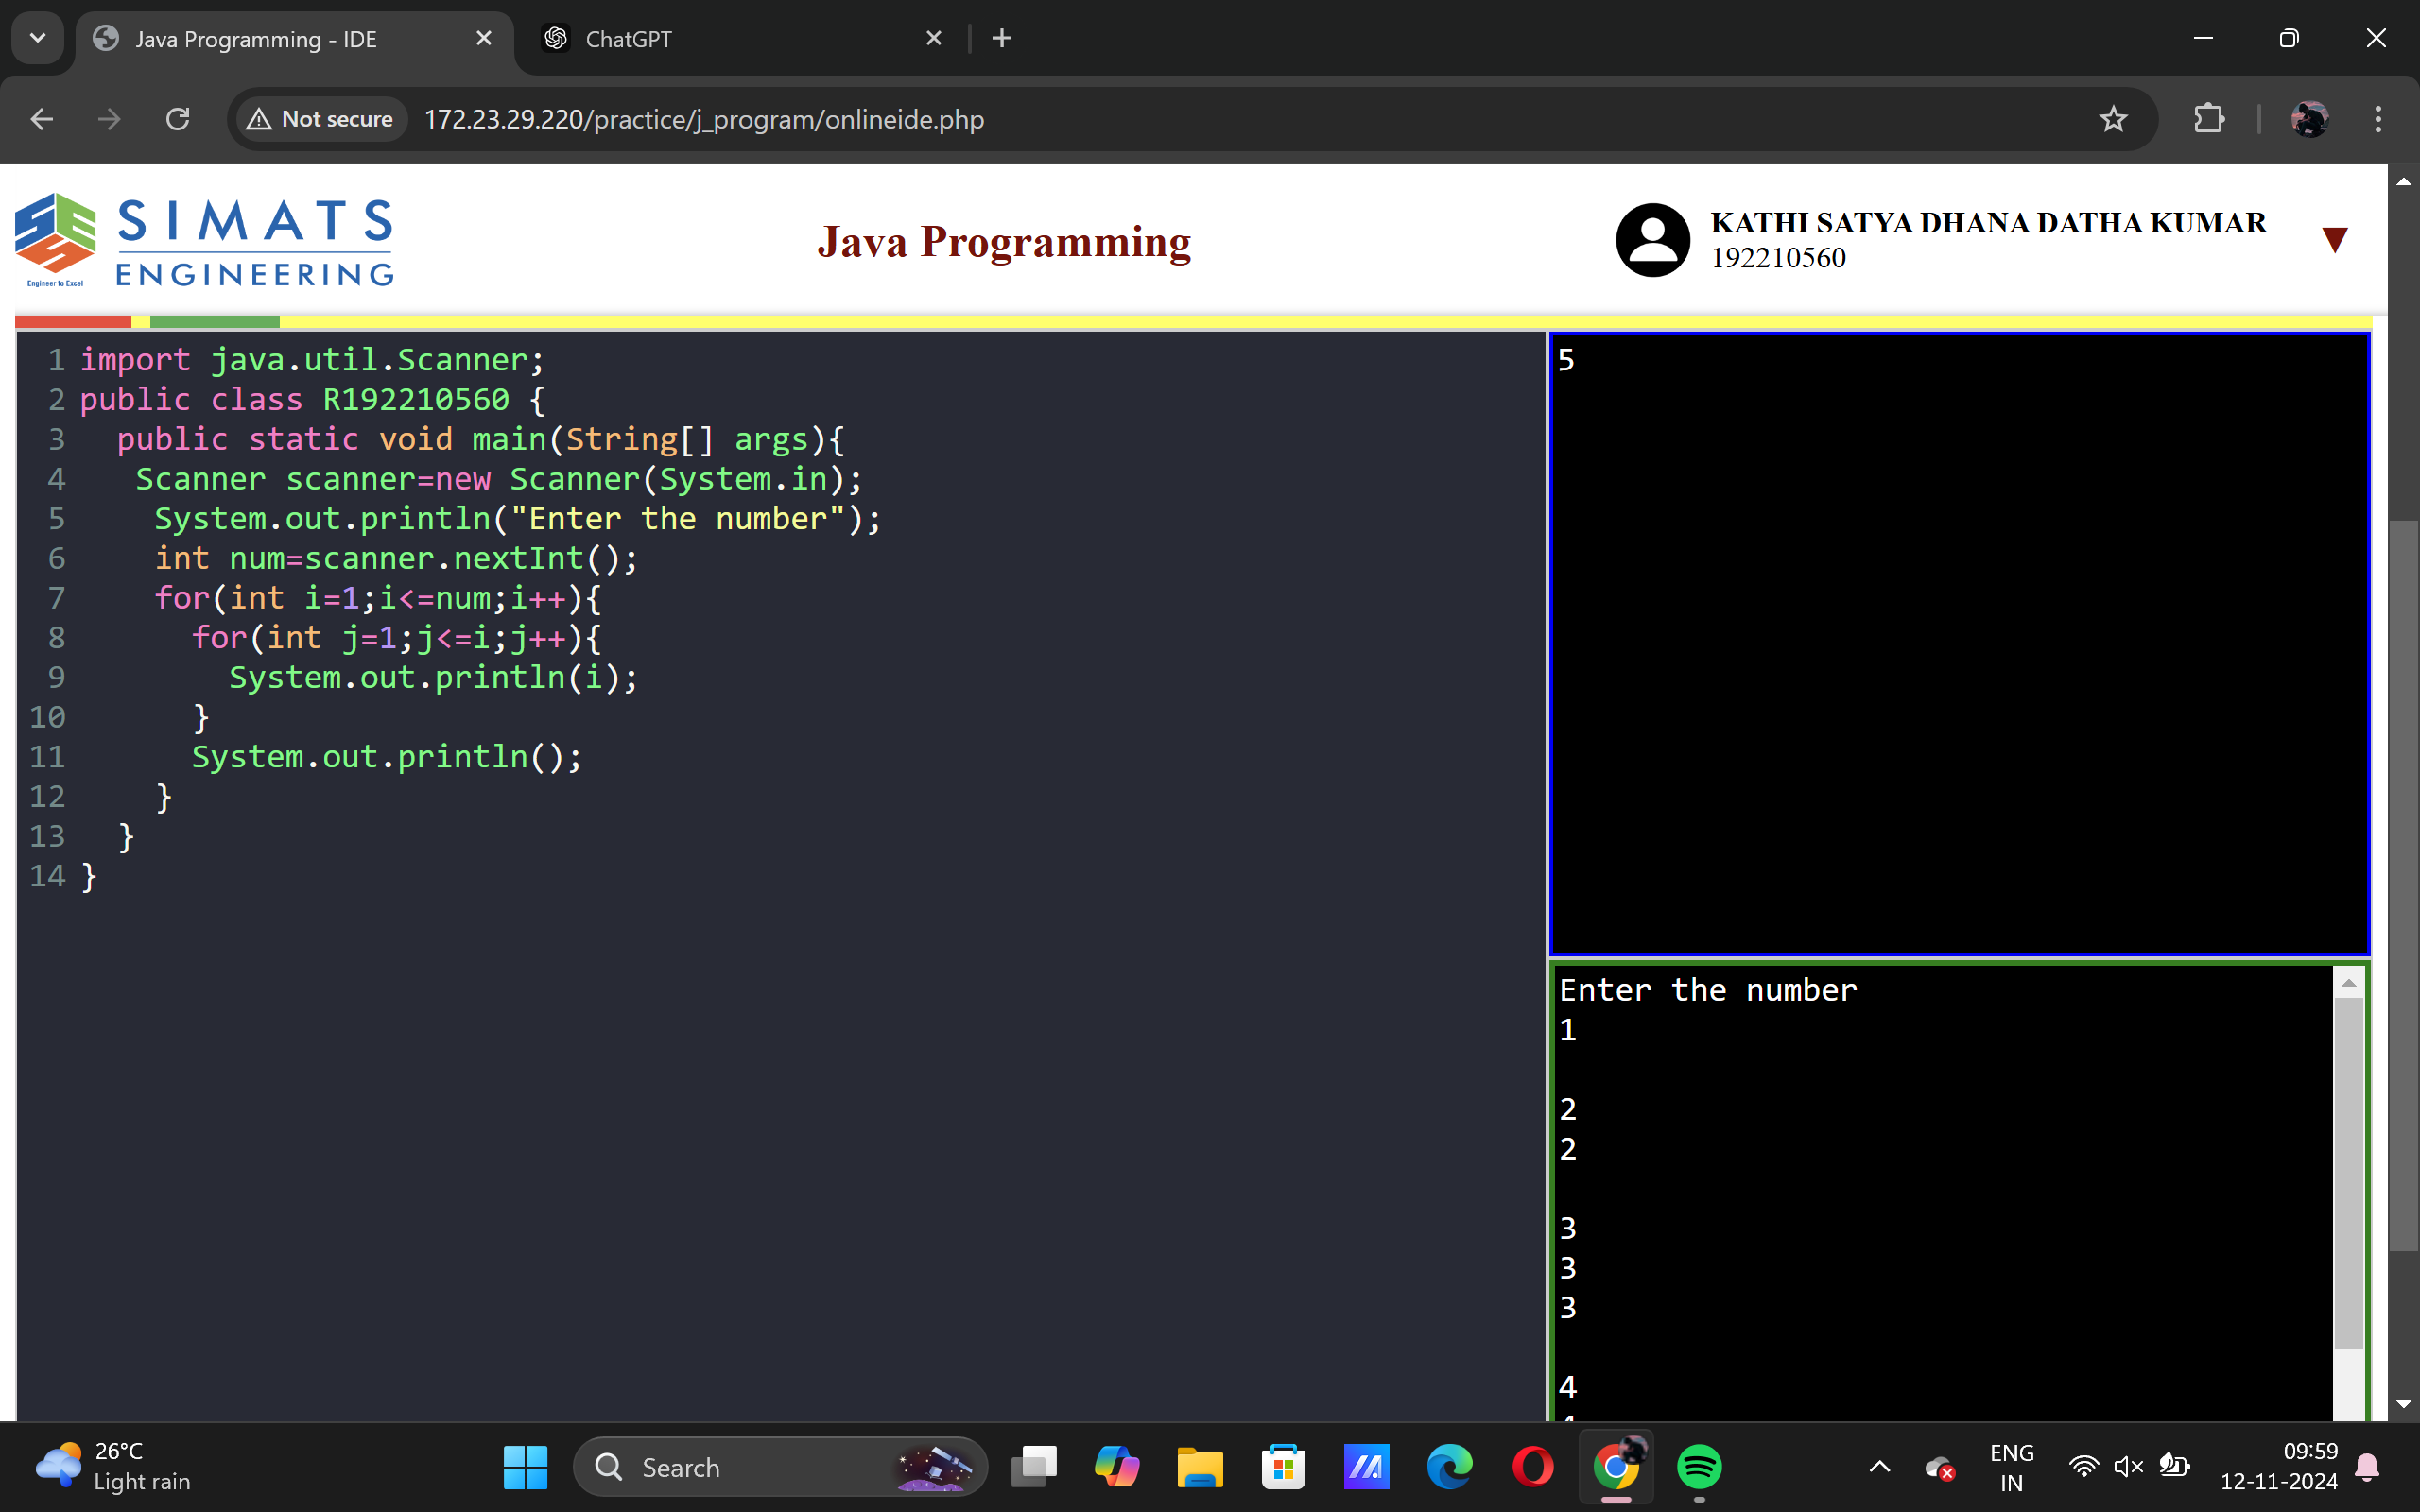 Java Programming - IDE
ChatGPT
Not secure
172.23.29.220/practice/j_program/onlineide.php
SIMATS
ENGINEERING
Engineer to Excel
Java Programming
KATHI SATYA DHANA DATHA KUMAR
192210560
1 import java.util.Scanner;
2 public class R192210560 {
3   public static void main(String[] args){
4    Scanner scanner=new Scanner(System.in);
5     System.out.println("Enter the number");
6     int num=scanner.nextInt();
7     for(int i=1;i<=num;i++){
8       for(int j=1;j<=i;j++){
9         System.out.println(i);
10       }
11       System.out.println();
12     }
13   }
14 }
5
Enter the number
1
2
2
3
3
3
4
26°C
Light rain
Search
ENG
IN
09:59
12-11-2024